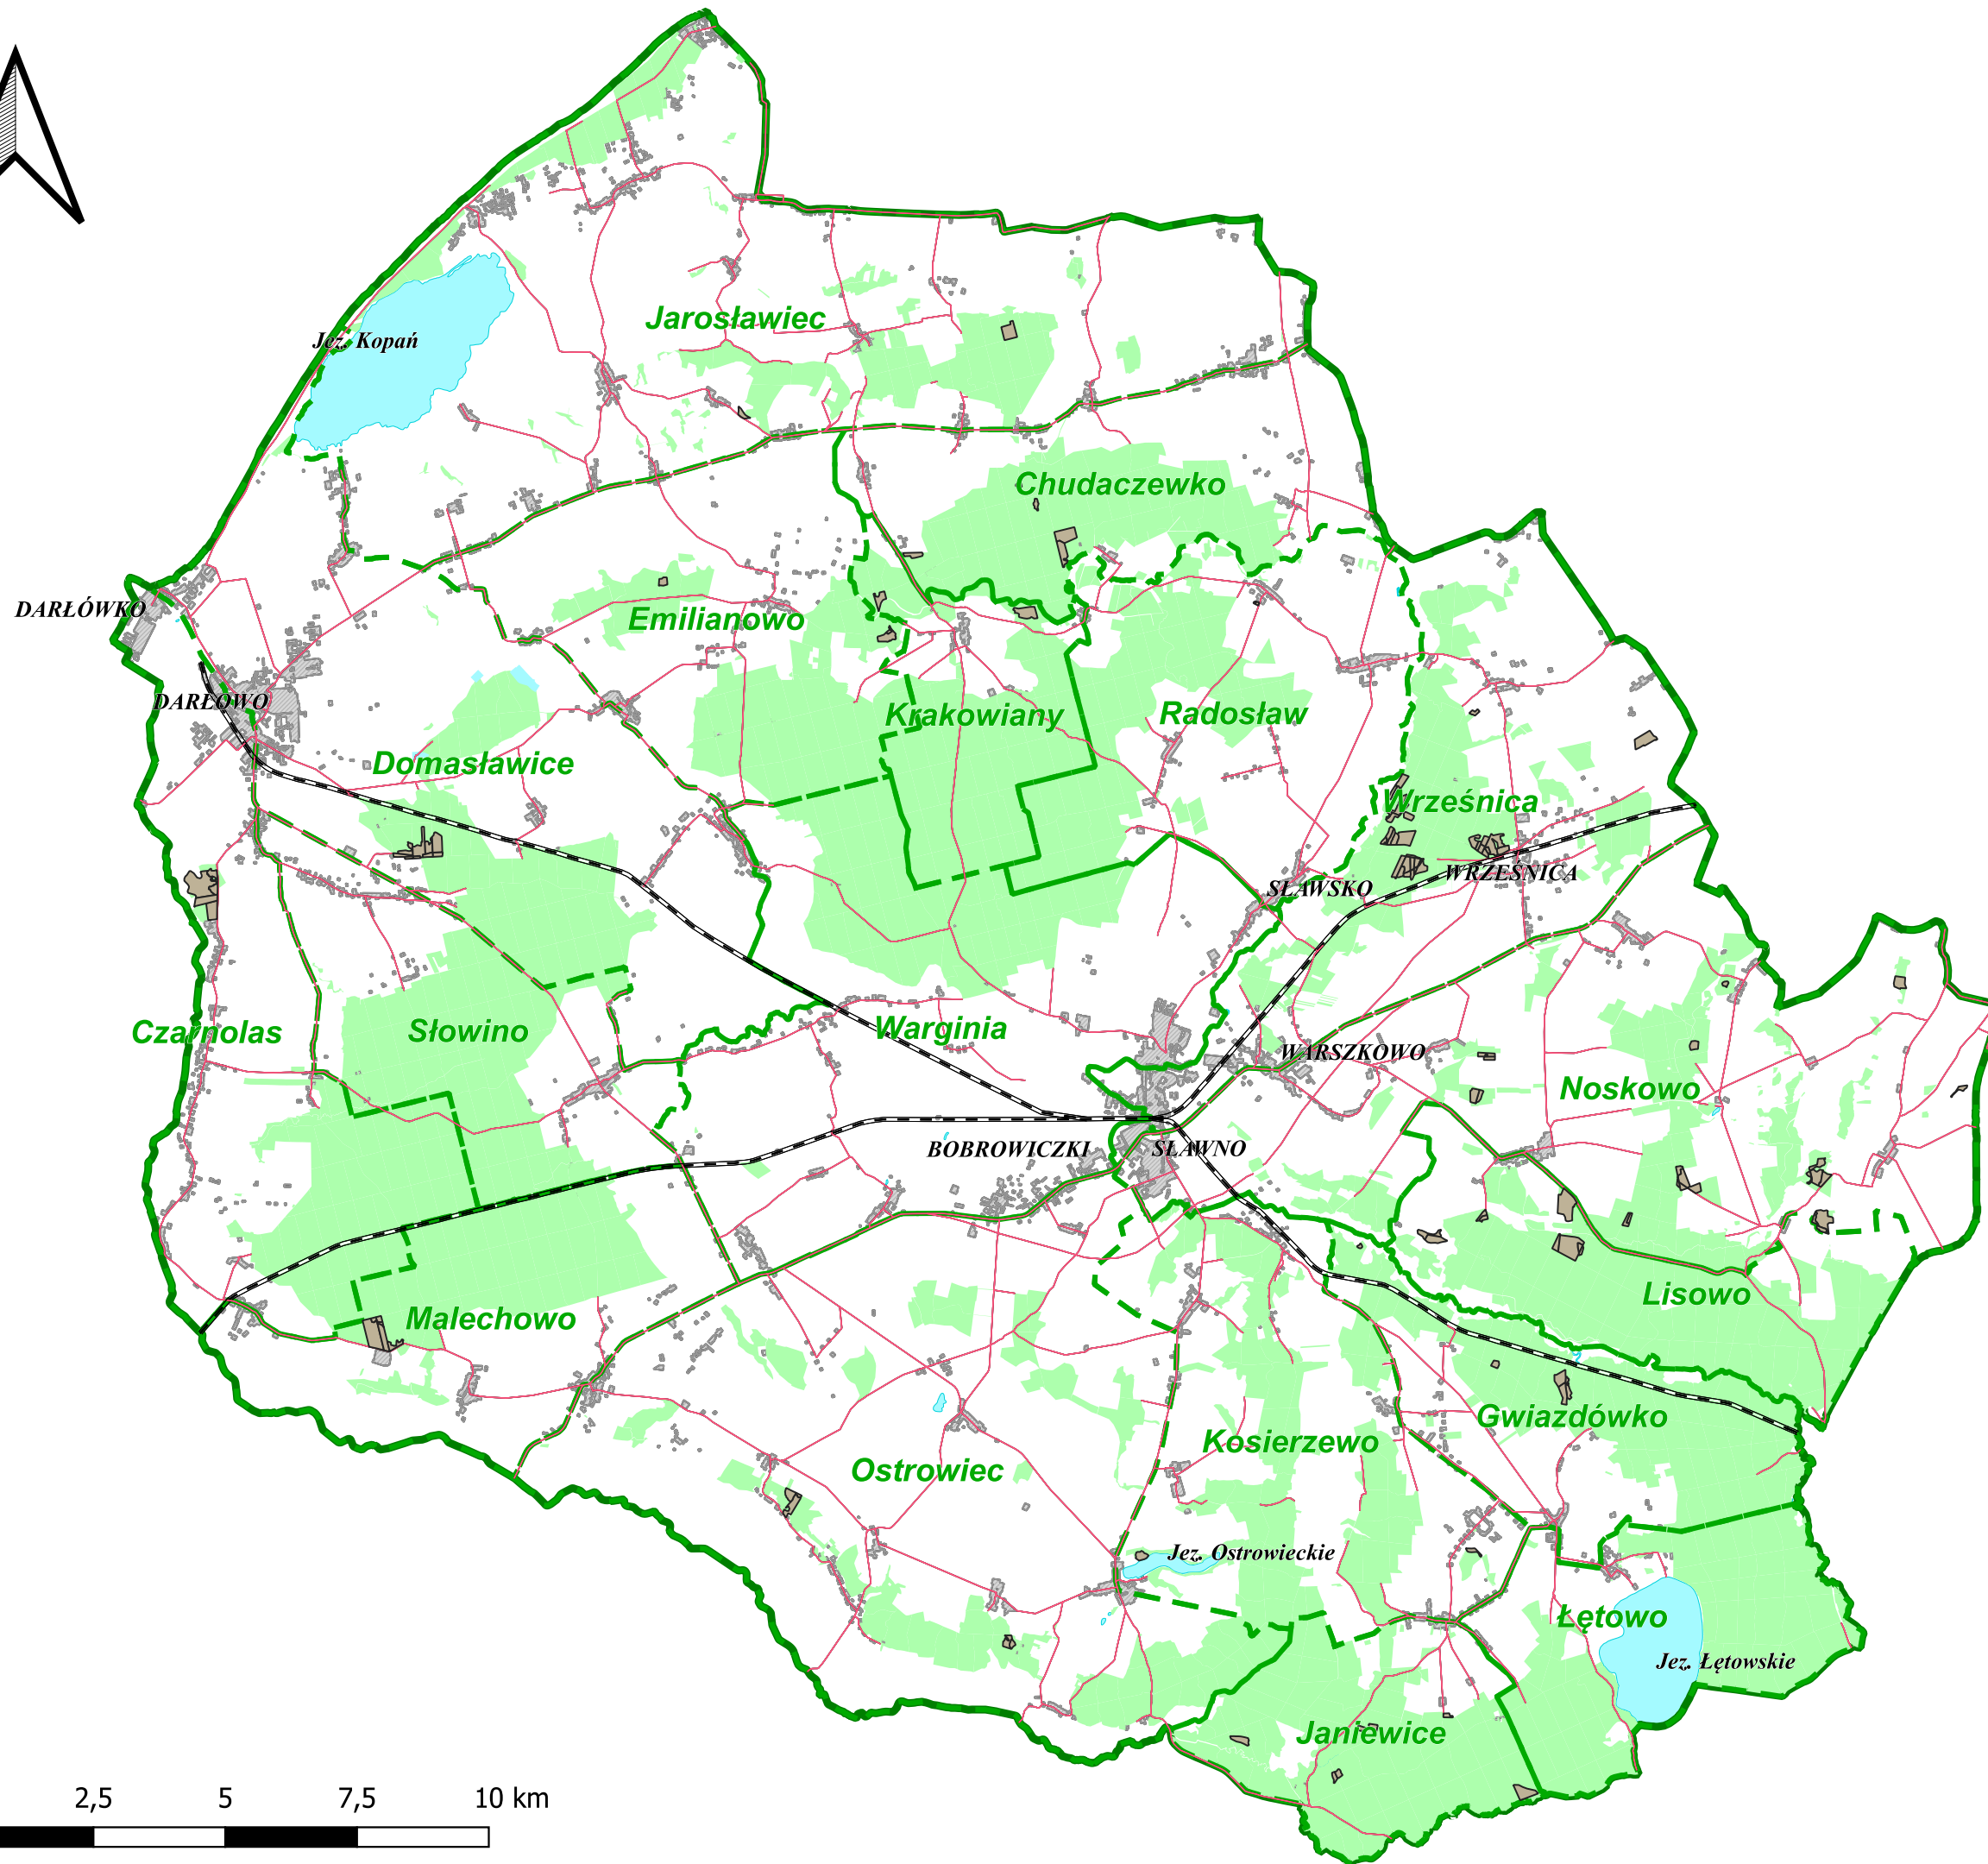 Jarosławiec
Jez. Kopań
Chudaczewko
DARŁÓWKO
Emilianowo
DARŁOWO
Krakowiany
Radosław
Domasławice
Wrześnica
WRZEŚNICA
SŁAWSKO
Czarnolas
Słowino
Warginia
WARSZKOWO
Noskowo
BOBROWICZKI
SŁAWNO
Lisowo
Malechowo
Gwiazdówko
Kosierzewo
Ostrowiec
Jez. Ostrowieckie
Łętowo
Jez. Łętowskie
Janiewice
2,5 5 7,5 10 km